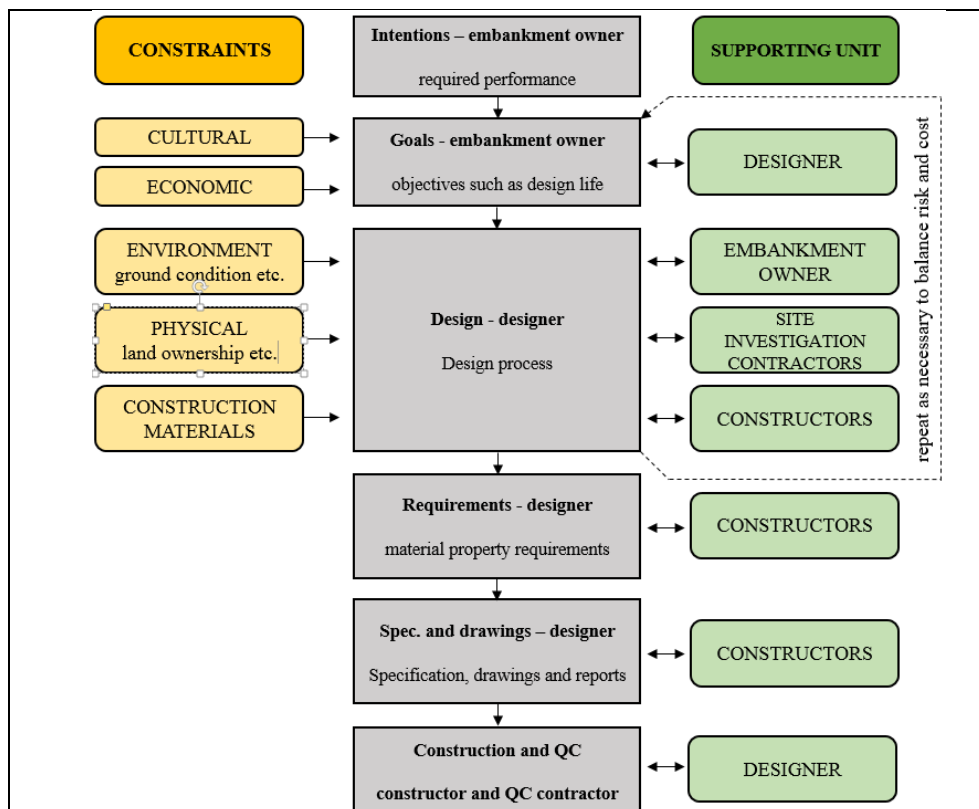 CONSTRAINTS
Intentions – embankment owner
required performance
SUPPORTING UNIT
CULTURAL
ECONOMIC
Goals - embankment owner
objectives such as design life
DESIGNER
ENVIRONMENT
ground condition etc.
PHYSICAL
land ownership etc.
CONSTRUCTION
MATERIALS
Design - designer
Design process
EMBANKMENT
OWNER
SITE
INVESTIGATION
CONTRACTORS
CONSTRUCTORS
repeat as necessary to balance risk and cost
Requirements - designer
material property requirements
CONSTRUCTORS
Spec. and drawings – designer
Specification, drawings and reports
CONSTRUCTORS
Construction and QC
constructor and QC contractor
DESIGNER